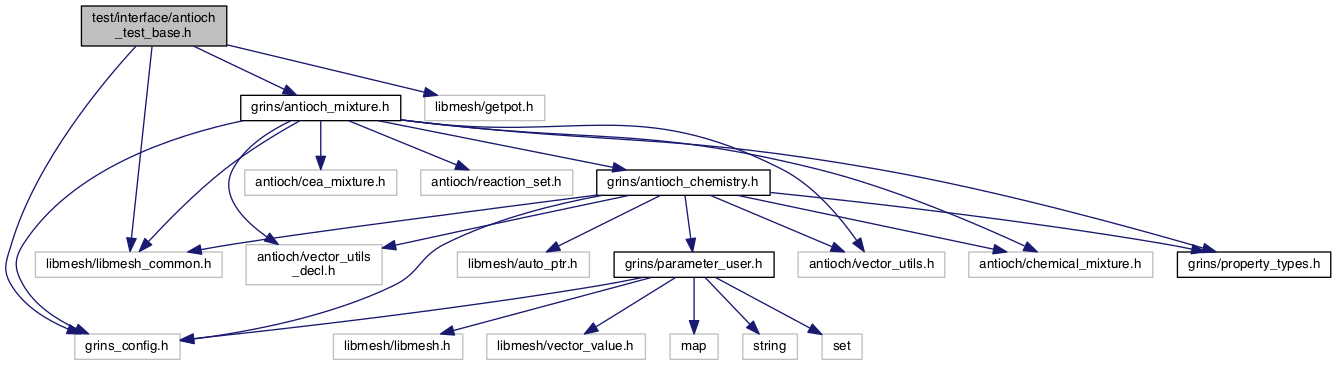 test/interface/antioch
_test_base.h
grins/antioch_mixture.h
libmesh/getpot.h
antioch/cea_mixture.h
antioch/reaction_set.h
grins/antioch_chemistry.h
libmesh/libmesh_common.h
antioch/vector_utils
_decl.h
libmesh/auto_ptr.h
grins/parameter_user.h
antioch/vector_utils.h
antioch/chemical_mixture.h
grins/property_types.h
grins_config.h
libmesh/libmesh.h
libmesh/vector_value.h
map
string
set